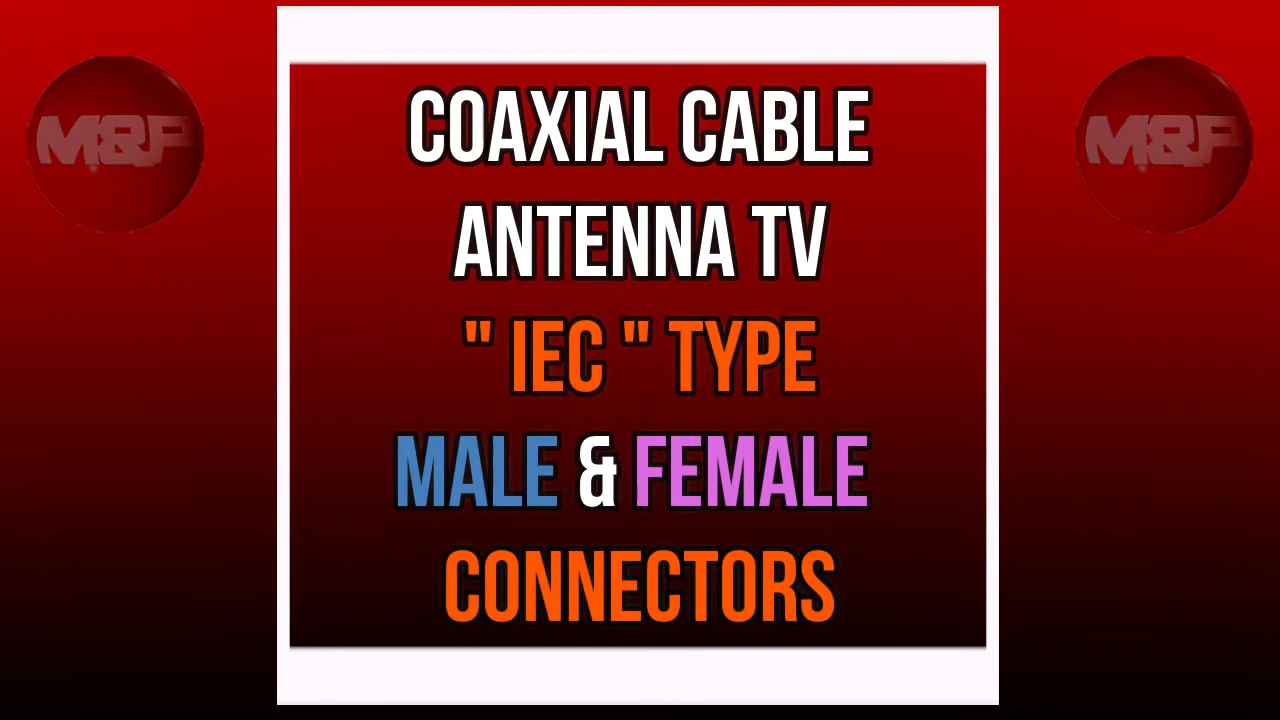 M&P
M&P
COAXIAL CABLE
ANTENNA TV
" IEC " TYPE
MALE & FEMALE
CONNECTORS